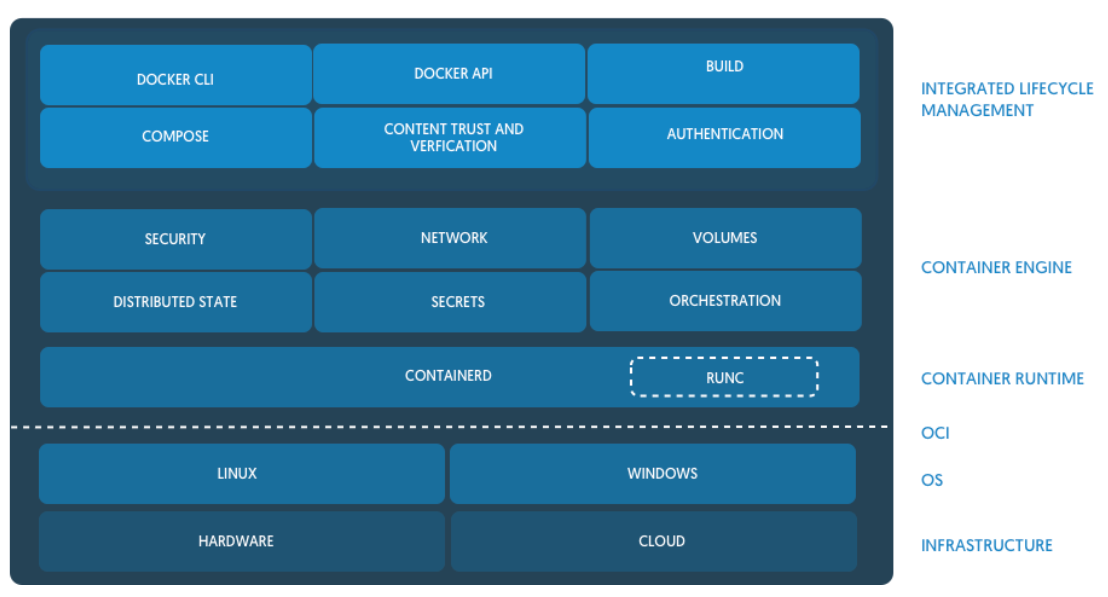 DOCKER CLI
DOCKER API
BUILD
INTEGRATED LIFECYCLE
MANAGEMENT
COMPOSE
CONTENT TRUST AND
VERFICATION
AUTHENTICATION
SECURITY
NETWORK
VOLUMES
CONTAINER ENGINE
DISTRIBUTED STATE
SECRETS
ORCHESTRATION
CONTAINERD
RUNC
CONTAINER RUNTIME
OCI
LINUX
WINDOWS
OS
HARDWARE
CLOUD
INFRASTRUCTURE